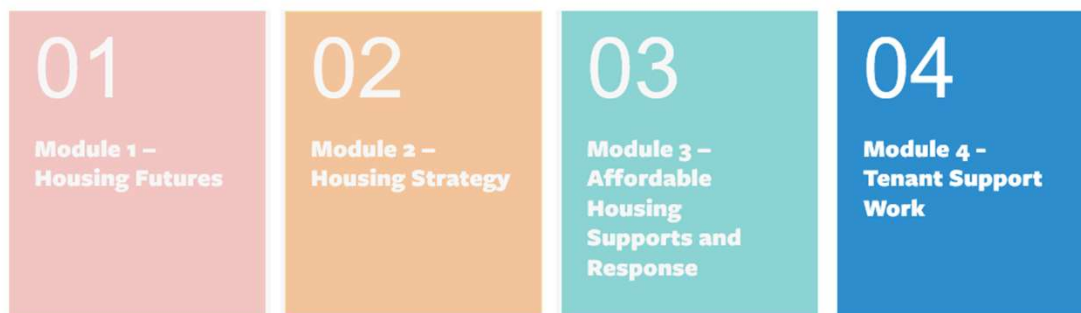 01
Module 1 –
Housing Futures
02
Module 2 –
Housing Strategy
03
Module 3 –
Affordable
Housing
Supports and
Response
04
Module 4 -
Tenant Support
Work